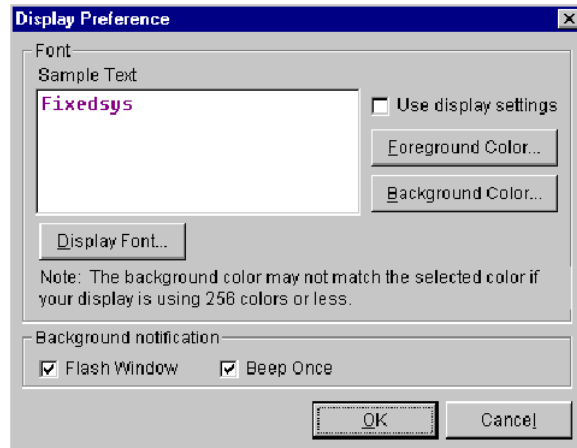 Display Preference
Font
Sample Text
Fixedsys
Use display settings
Foreground Color...
Background Color...
Display Font...
Note: The background color may not match the selected color if
your display is using 256 colors or less.
Background notification
Flash Window
Beep Once
OK
Cancel